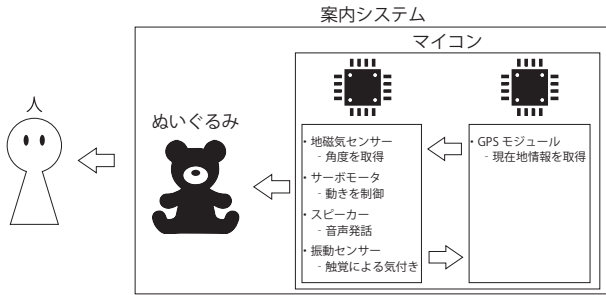 案内システム
マイコン
人
ぬいぐるみ
・地磁気センサー
- 角度を取得
・サーボモータ
- 動きを制御
・スピーカー
- 音声発話
・振動センサー
- 触覚による気付き
・GPS モジュール
- 現在地情報を取得